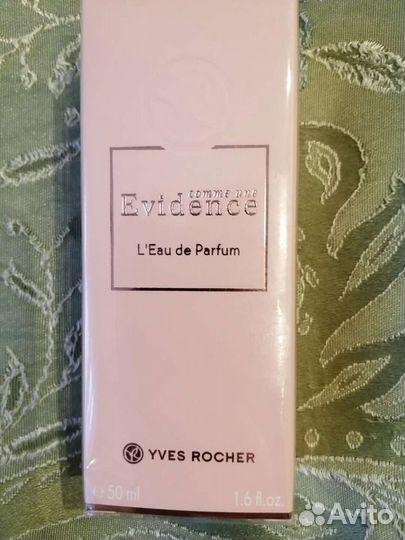 comme une
Evidence
L'Eau de Parfum
YVES ROCHER
℮ 50 ml 1.6 fl.oz.
Avito